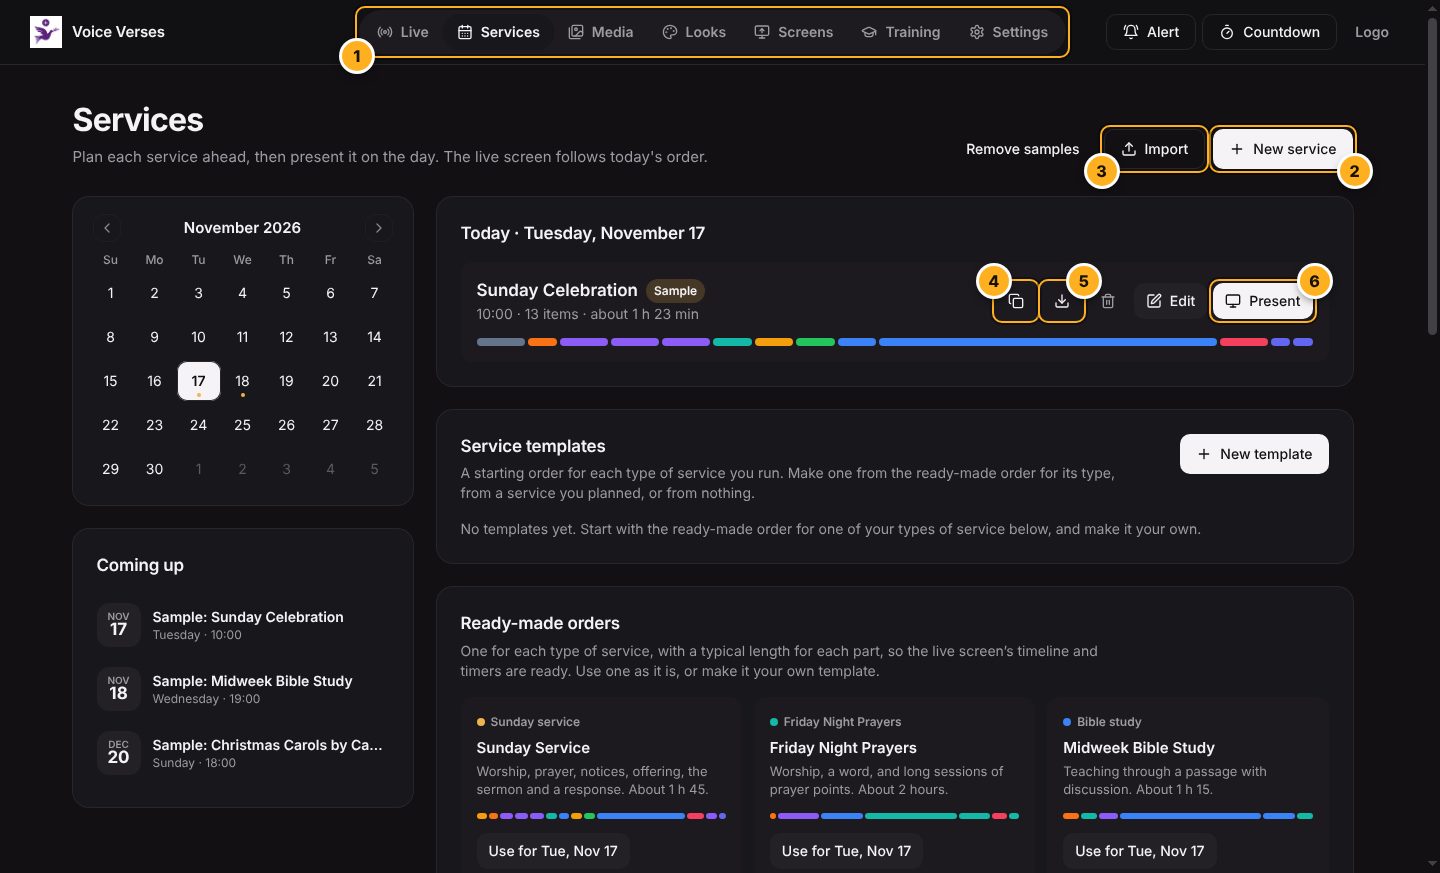 Voice Verses
Live
Services
Media
Looks
Screens
Training
Settings
Alert
Countdown
Logo
1
Services
Plan each service ahead, then present it on the day. The live screen follows today's order.
Remove samples
Import
New service
3
2
November 2026
Su Mo Tu We Th Fr Sa
1 2 3 4 5 6 7
8 9 10 11 12 13 14
15 16 17 18 19 20 21
22 23 24 25 26 27 28
29 30 1 2 3 4 5
Coming up
NOV
17
Sample: Sunday Celebration
Tuesday · 10:00
NOV
18
Sample: Midweek Bible Study
Wednesday · 19:00
DEC
20
Sample: Christmas Carols by Ca...
Sunday · 18:00
Today · Tuesday, November 17
Sunday Celebration
Sample
10:00 · 13 items · about 1 h 23 min
4
5
6
Edit
Present
Service templates
A starting order for each type of service you run. Make one from the ready-made order for its type,
from a service you planned, or from nothing.
New template
No templates yet. Start with the ready-made order for one of your types of service below, and make it your own.
Ready-made orders
One for each type of service, with a typical length for each part, so the live screen's timeline and
timers are ready. Use one as it is, or make it your own template.
Sunday service
Sunday Service
Worship, prayer, notices, offering, the
sermon and a response. About 1 h 45.
Use for Tue, Nov 17
Friday Night Prayers
Friday Night Prayers
Worship, a word, and long sessions of
prayer points. About 2 hours.
Use for Tue, Nov 17
Bible study
Midweek Bible Study
Teaching through a passage with
discussion. About 1 h 15.
Use for Tue, Nov 17